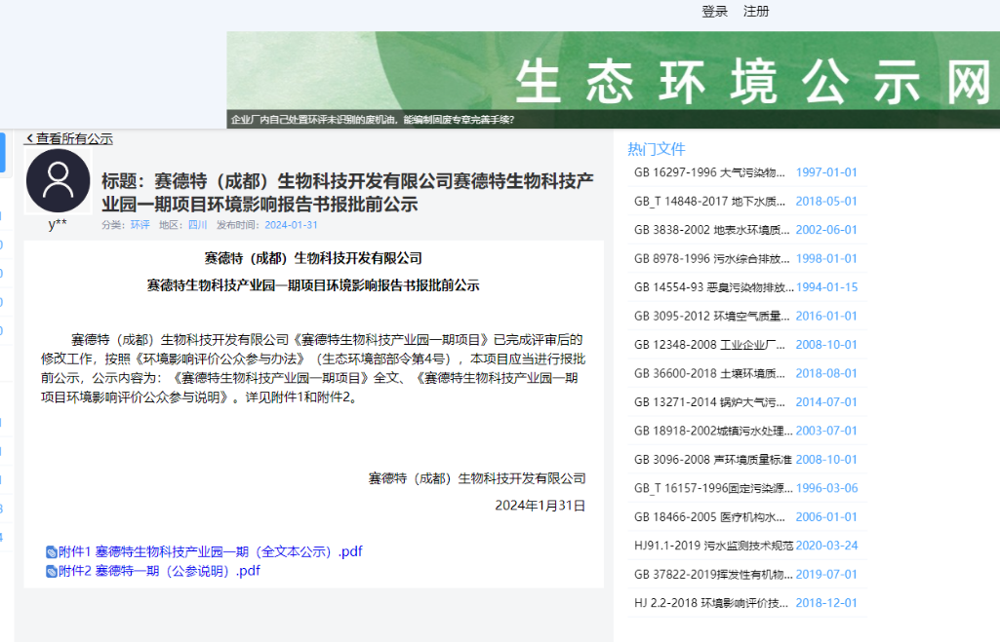 登录 注册
生态环境公示网
企业厂内自己处置环评未识别的废机油，能编制固废专章完善手续?
查看所有公示
y**
标题：赛德特（成都）生物科技开发有限公司赛德特生物科技产
业园一期项目环境影响报告书报批前公示
分类：环评 地区：四川 发布时间：2024-01-31
赛德特（成都）生物科技开发有限公司
赛德特生物科技产业园一期项目环境影响报告书报批前公示
赛德特（成都）生物科技开发有限公司《赛德特生物科技产业园一期项目》已完成评审后的
修改工作，按照《环境影响评价公众参与办法》（生态环境部部令第4号），本项目应当进行报批
前公示，公示内容为：《赛德特生物科技产业园一期项目》全文、《赛德特生物科技产业园一期
项目环境影响评价公众参与说明》。详见附件1和附件2。
赛德特（成都）生物科技开发有限公司
2024年1月31日
附件1 赛德特生物科技产业园一期（全文本公示）.pdf
附件2 赛德特一期（公参说明）.pdf
热门文件
GB 16297-1996 大气污染物... 1997-01-01
GB_T 14848-2017 地下水质... 2018-05-01
GB 3838-2002 地表水环境质... 2002-06-01
GB 8978-1996 污水综合排放... 1998-01-01
GB 14554-93 恶臭污染物排放... 1994-01-15
GB 3095-2012 环境空气质量... 2016-01-01
GB 12348-2008 工业企业厂... 2008-10-01
GB 36600-2018 土壤环境质... 2018-08-01
GB 13271-2014 锅炉大气污... 2014-07-01
GB 18918-2002城镇污水处理... 2003-07-01
GB 3096-2008 声环境质量标准 2008-10-01
GB_T 16157-1996固定污染源... 1996-03-06
GB 18466-2005 医疗机构水... 2006-01-01
HJ91.1-2019 污水监测技术规范 2020-03-24
GB 37822-2019挥发性有机物... 2019-07-01
HJ 2.2-2018 环境影响评价技... 2018-12-01